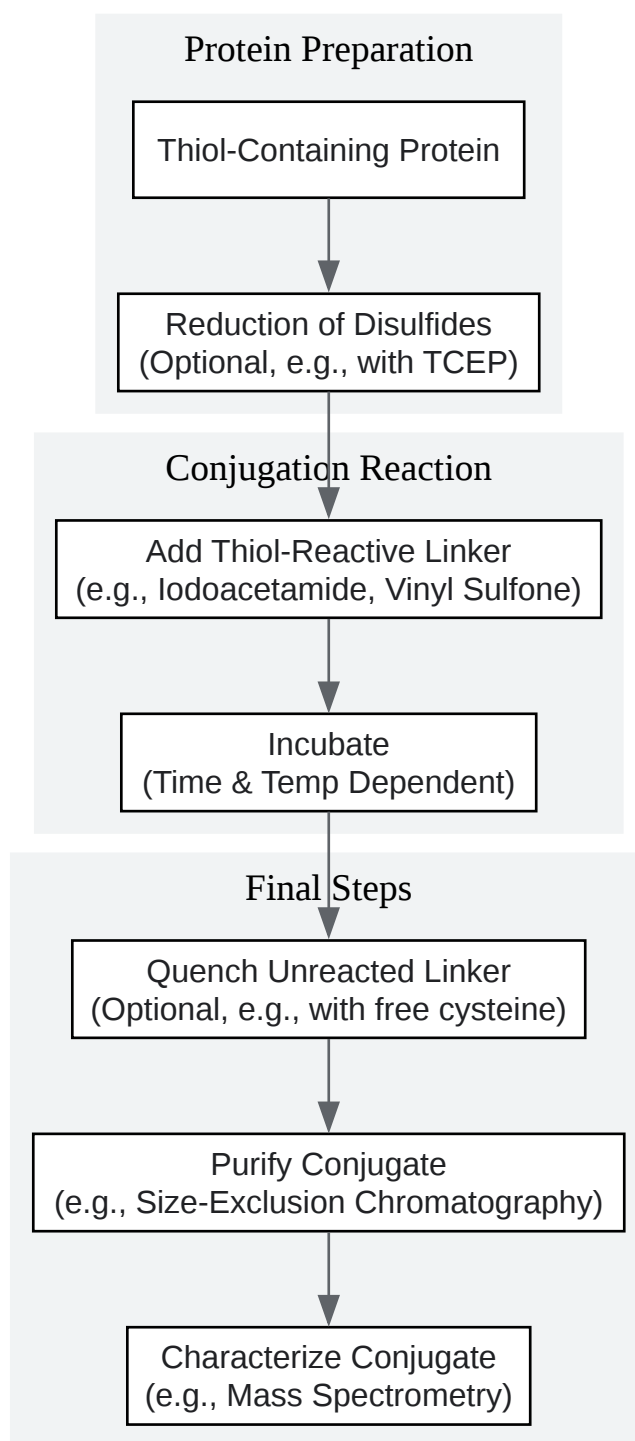 Protein Preparation
Thiol-Containing Protein
Reduction of Disulfides
(Optional, e.g., with TCEP)
Conjugation Reaction
Add Thiol-Reactive Linker
(e.g., Iodoacetamide, Vinyl Sulfone)
Incubate
(Time & Temp Dependent)
Final Steps
Quench Unreacted Linker
(Optional, e.g., with free cysteine)
Purify Conjugate
(e.g., Size-Exclusion Chromatography)
Characterize Conjugate
(e.g., Mass Spectrometry)